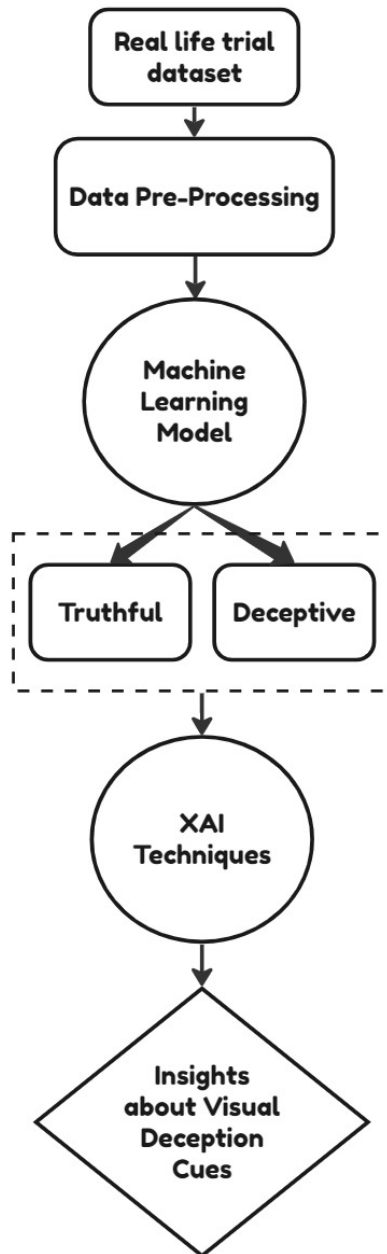 Real life trial
dataset
Data Pre-Processing
Machine
Learning
Model
Truthful
Deceptive
XAI
Techniques
Insights
about Visual
Deception
Cues